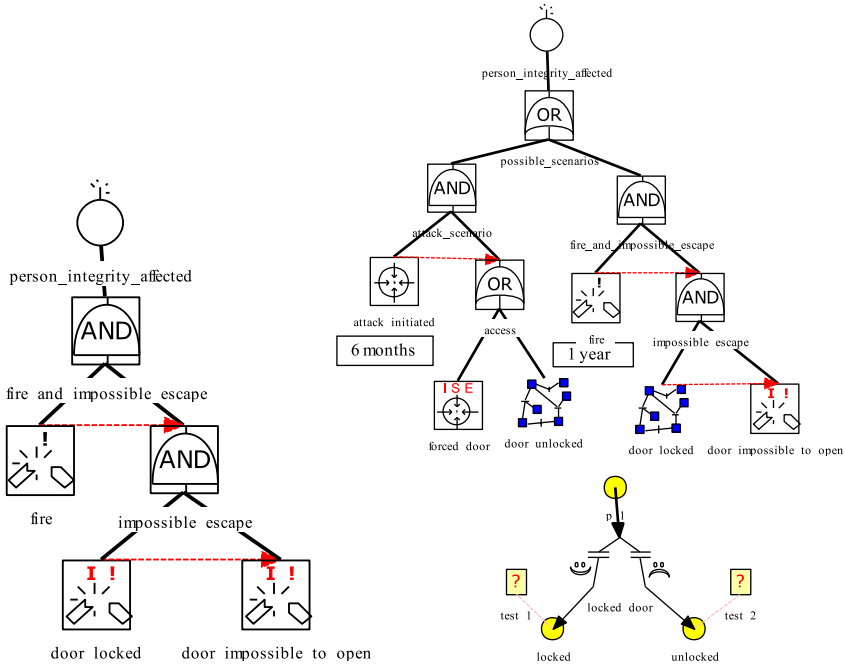 person_integrity_affected
AND
fire and impossible escape
!
AND
fire
impossible escape
I !
I !
door locked
door impossible to open
person_integrity_affected
OR
possible_scenarios
AND
AND
attack_scenario
fire_and_impossible_escape
OR
!
AND
attack initiated
fire
access
impossible escape
6 months
1 year
I S E
I !
forced door
door unlocked
door locked
door impossible to open
p_1
?
?
locked door
test 1
test 2
locked
unlocked